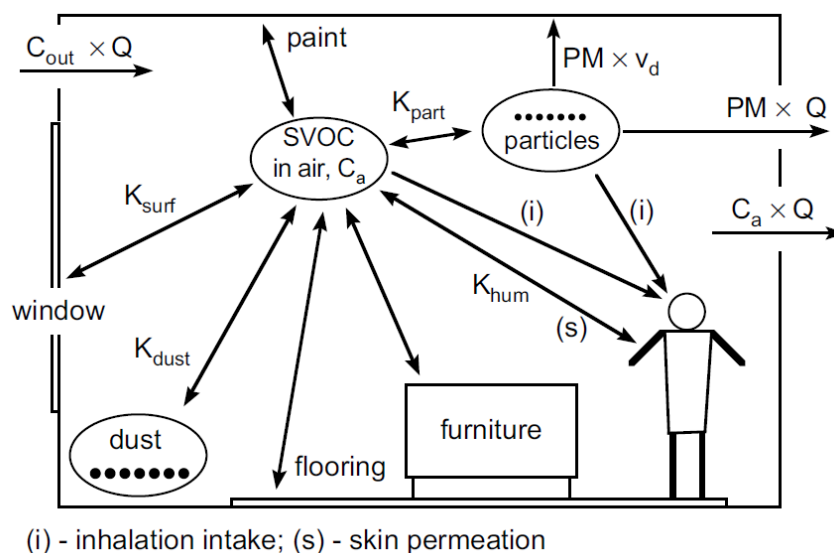 C_out × Q
paint
PM × v_d
K_part
particles
PM × Q
SVOC
in air, C_a
K_surf
(i)
(i)
C_a × Q
window
K_hum
(s)
K_dust
dust
furniture
flooring
(i) - inhalation intake; (s) - skin permeation